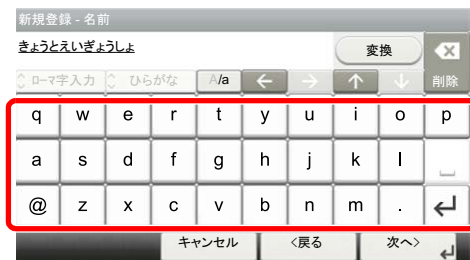 新規登録 - 名前
きょうとえいぎょうしょ
変換
ローマ字入力 ひらがな A/a 削除
q w e r t y u i o p
a s d f g h j k l
@ z x c v b n m .
キャンセル <戻る 次へ>